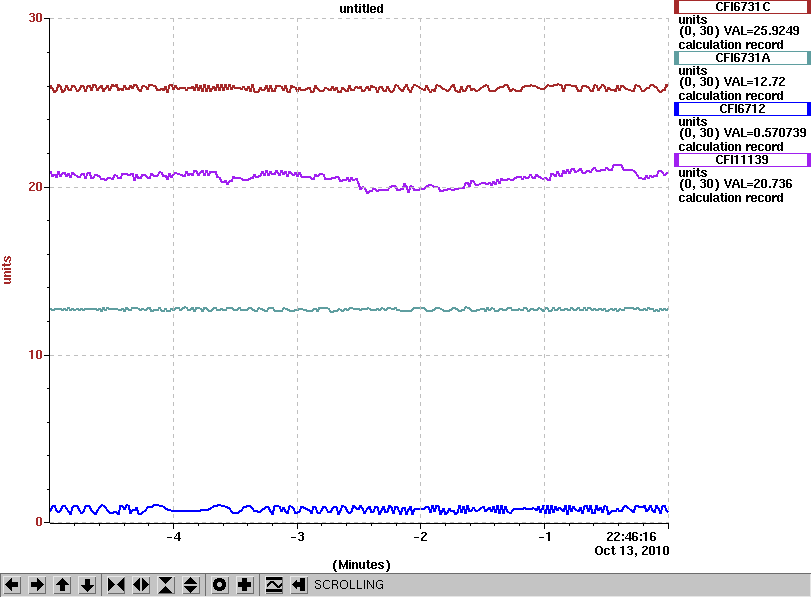 untitled
30
20
10
0
units
-4
-3
-2
-1
22:46:16
Oct 13, 2010
(Minutes)
CFI6731C
units
(0, 30) VAL=25.9249
calculation record
CFI6731A
units
(0, 30) VAL=12.72
calculation record
CFI6712
units
(0, 30) VAL=0.570739
calculation record
CFI11139
units
(0, 30) VAL=20.736
calculation record
SCROLLING